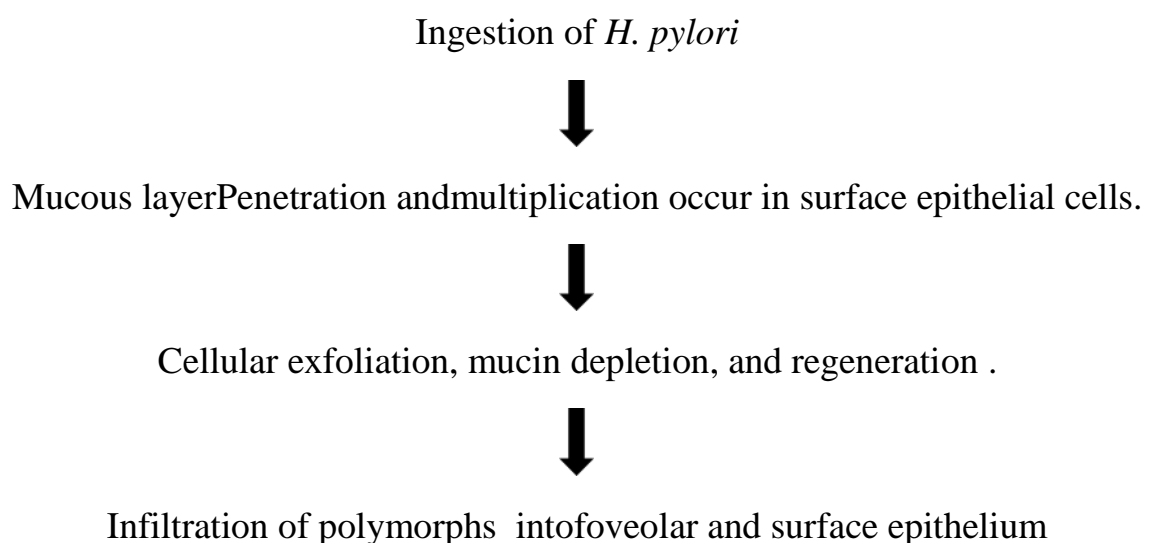 Ingestion of H. pylori
Mucous layerPenetration andmultiplication occur in surface epithelial cells.
Cellular exfoliation, mucin depletion, and regeneration .
Infiltration of polymorphs  intofoveolar and surface epithelium